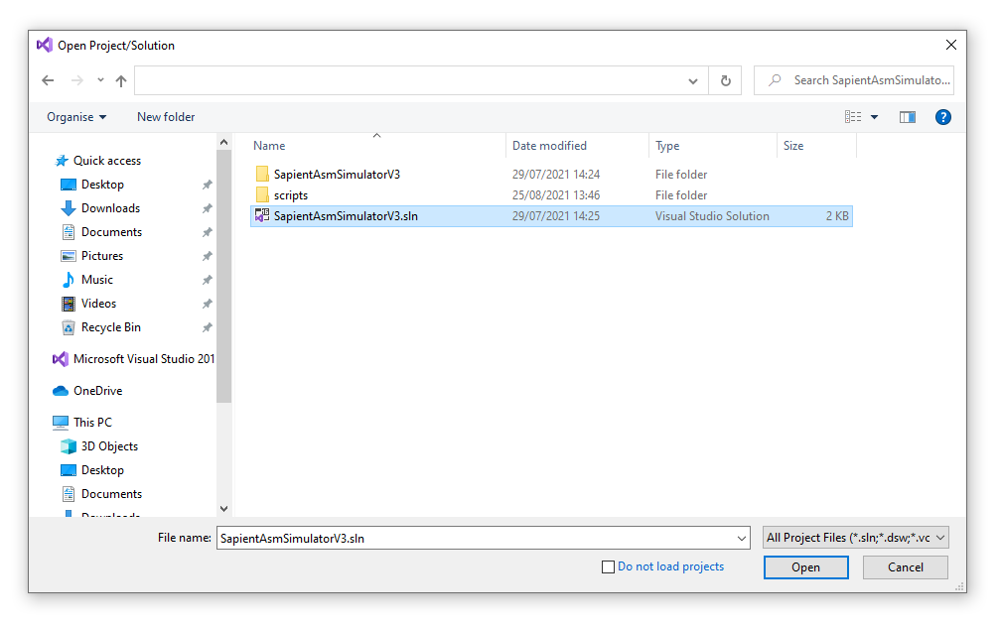 Open Project/Solution
Search SapientAsmSimulato...
Organise New folder
Name Date modified Type Size
Quick access
Desktop
Downloads
Documents
Pictures
Music
Videos
Recycle Bin
Microsoft Visual Studio 201
OneDrive
This PC
3D Objects
Desktop
Documents
Downloads
SapientAsmSimulatorV3 29/07/2021 14:24 File folder
scripts 25/08/2021 13:46 File folder
SapientAsmSimulatorV3.sln 29/07/2021 14:25 Visual Studio Solution 2 KB
File name: SapientAsmSimulatorV3.sln All Project Files (*.sln;*.dsw;*.vc
Do not load projects Open Cancel